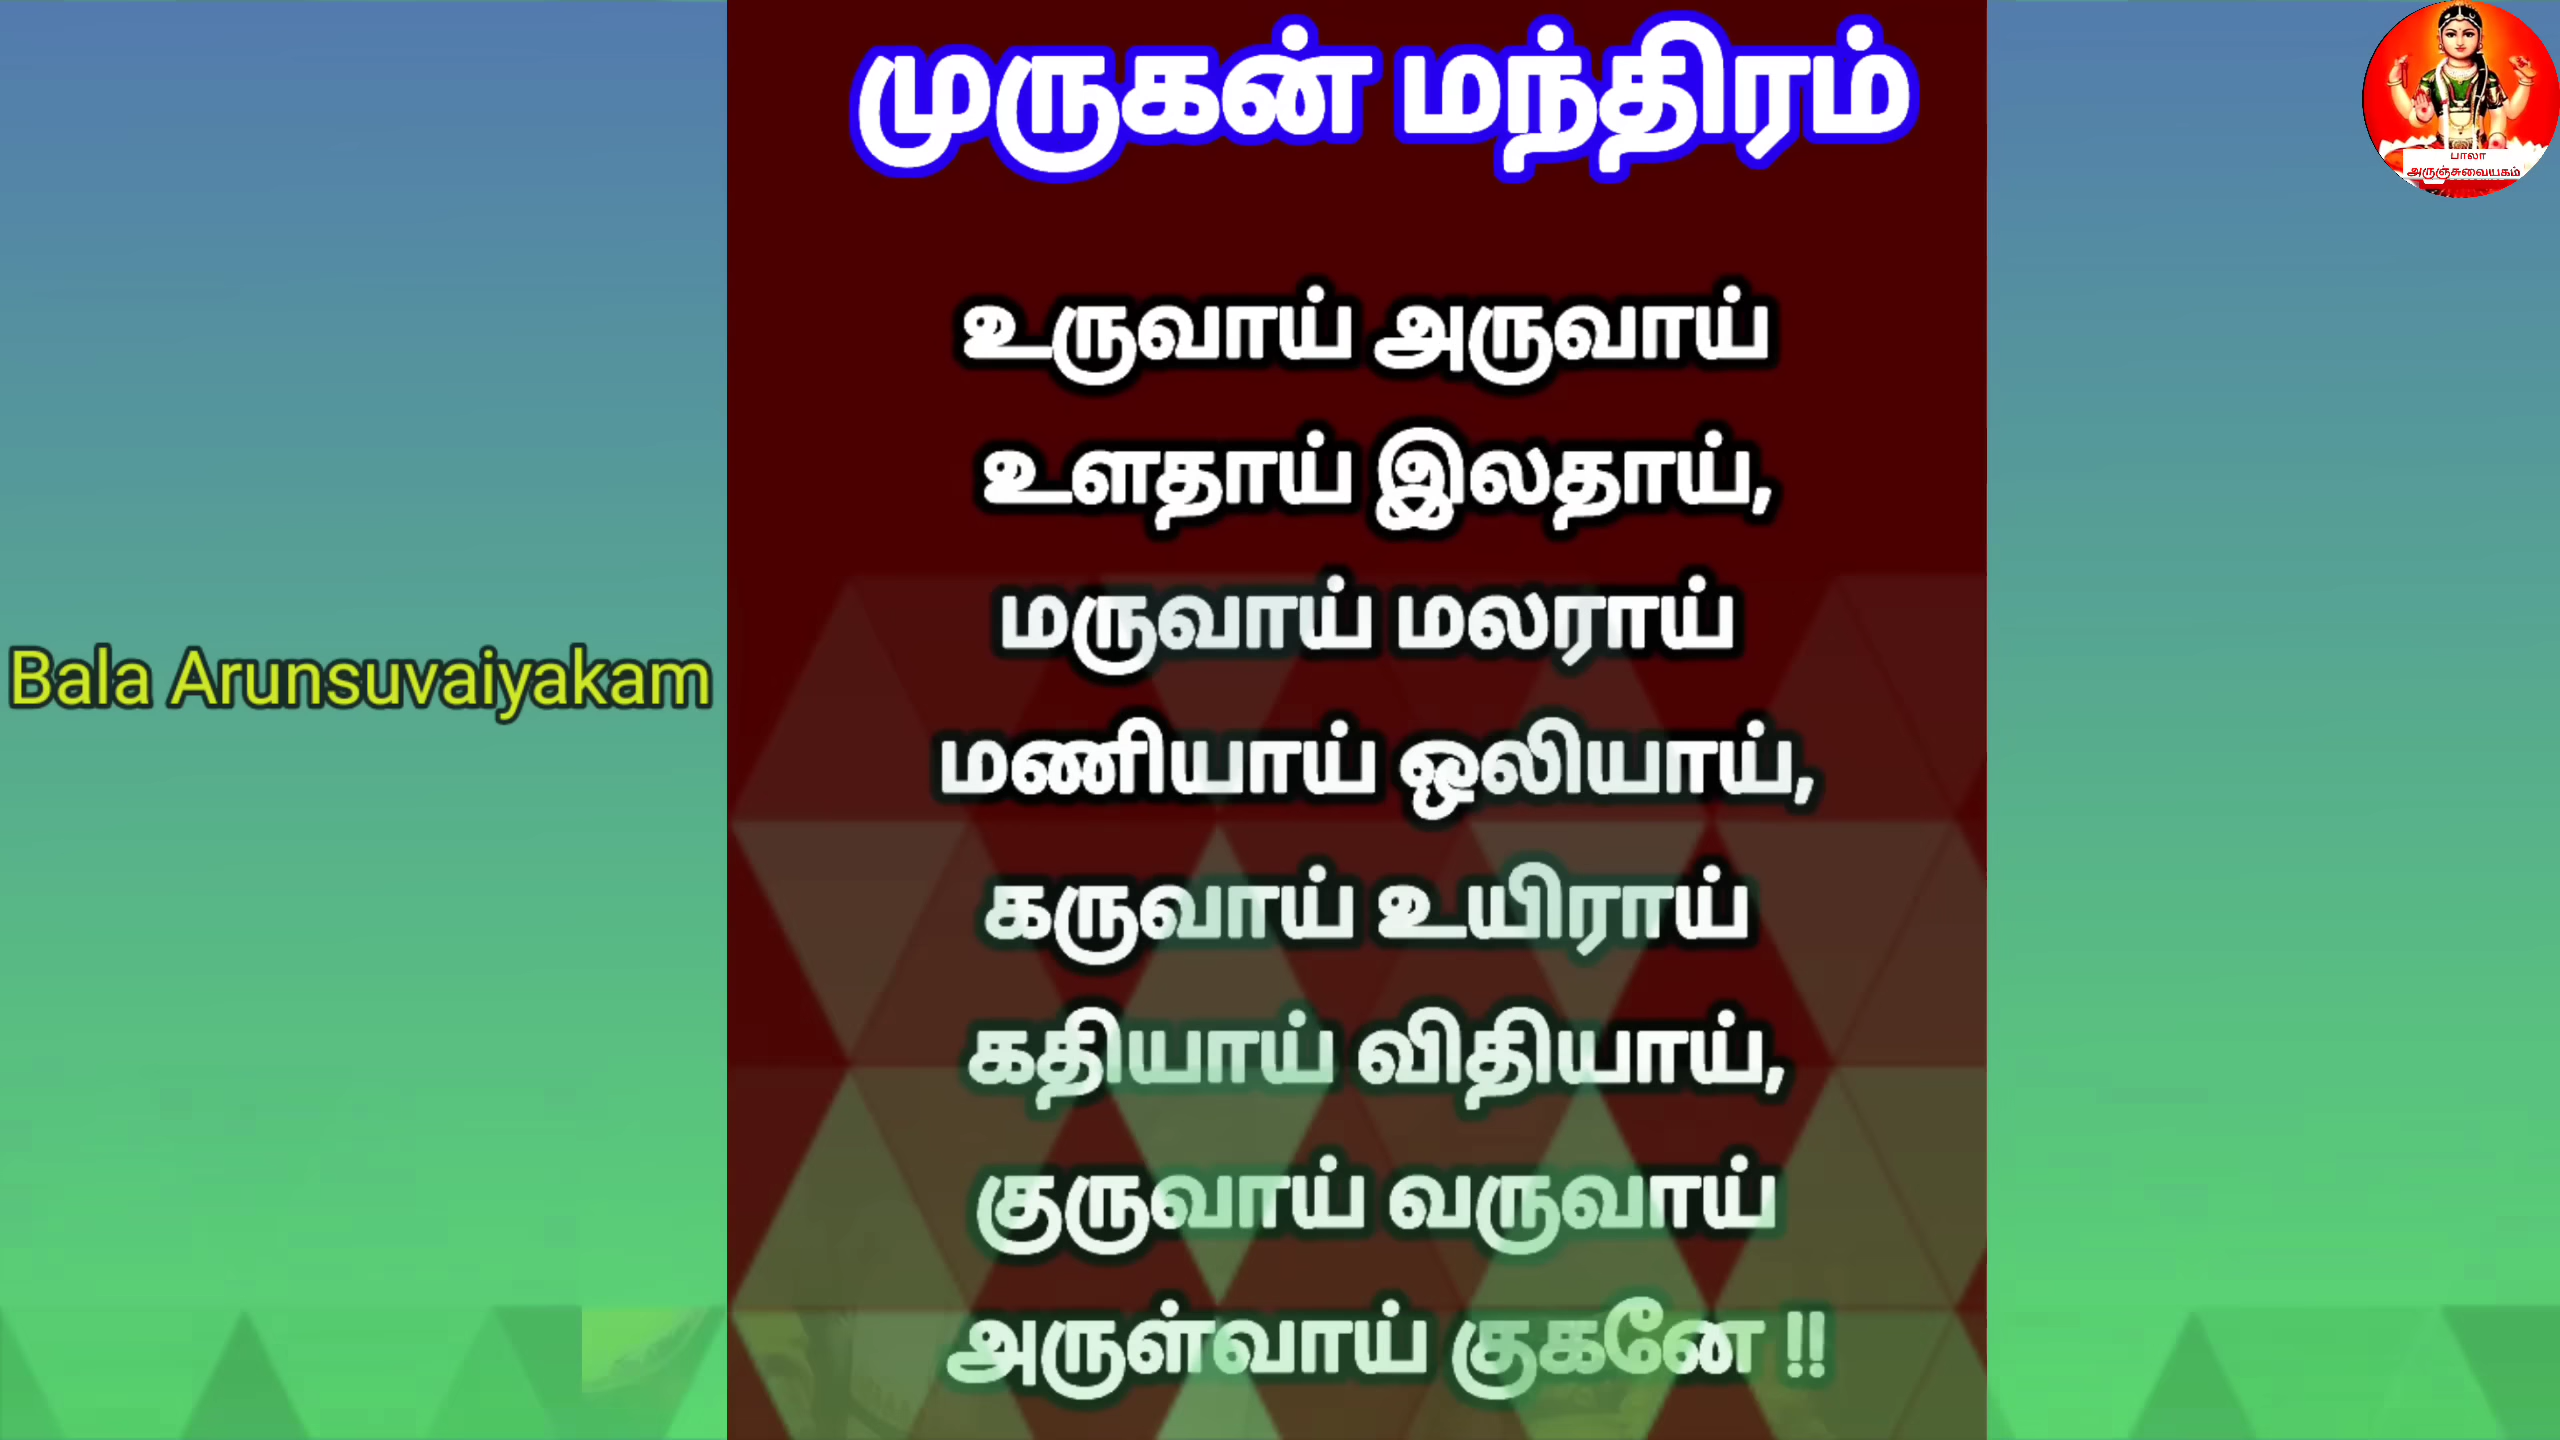 முருகன் மந்திரம்
பாலா
அருஞ்சுவையகம்
உருவாய் அருவாய்
உளதாய் இலதாய்,
மருவாய் மலராய்
Bala Arunsuvaiyakam
மணியாய் ஒலியாய்,
கருவாய் உயிராய்
கதியாய் விதியாய்,
குருவாய் வருவாய்
அருள்வாய் குகனே !!